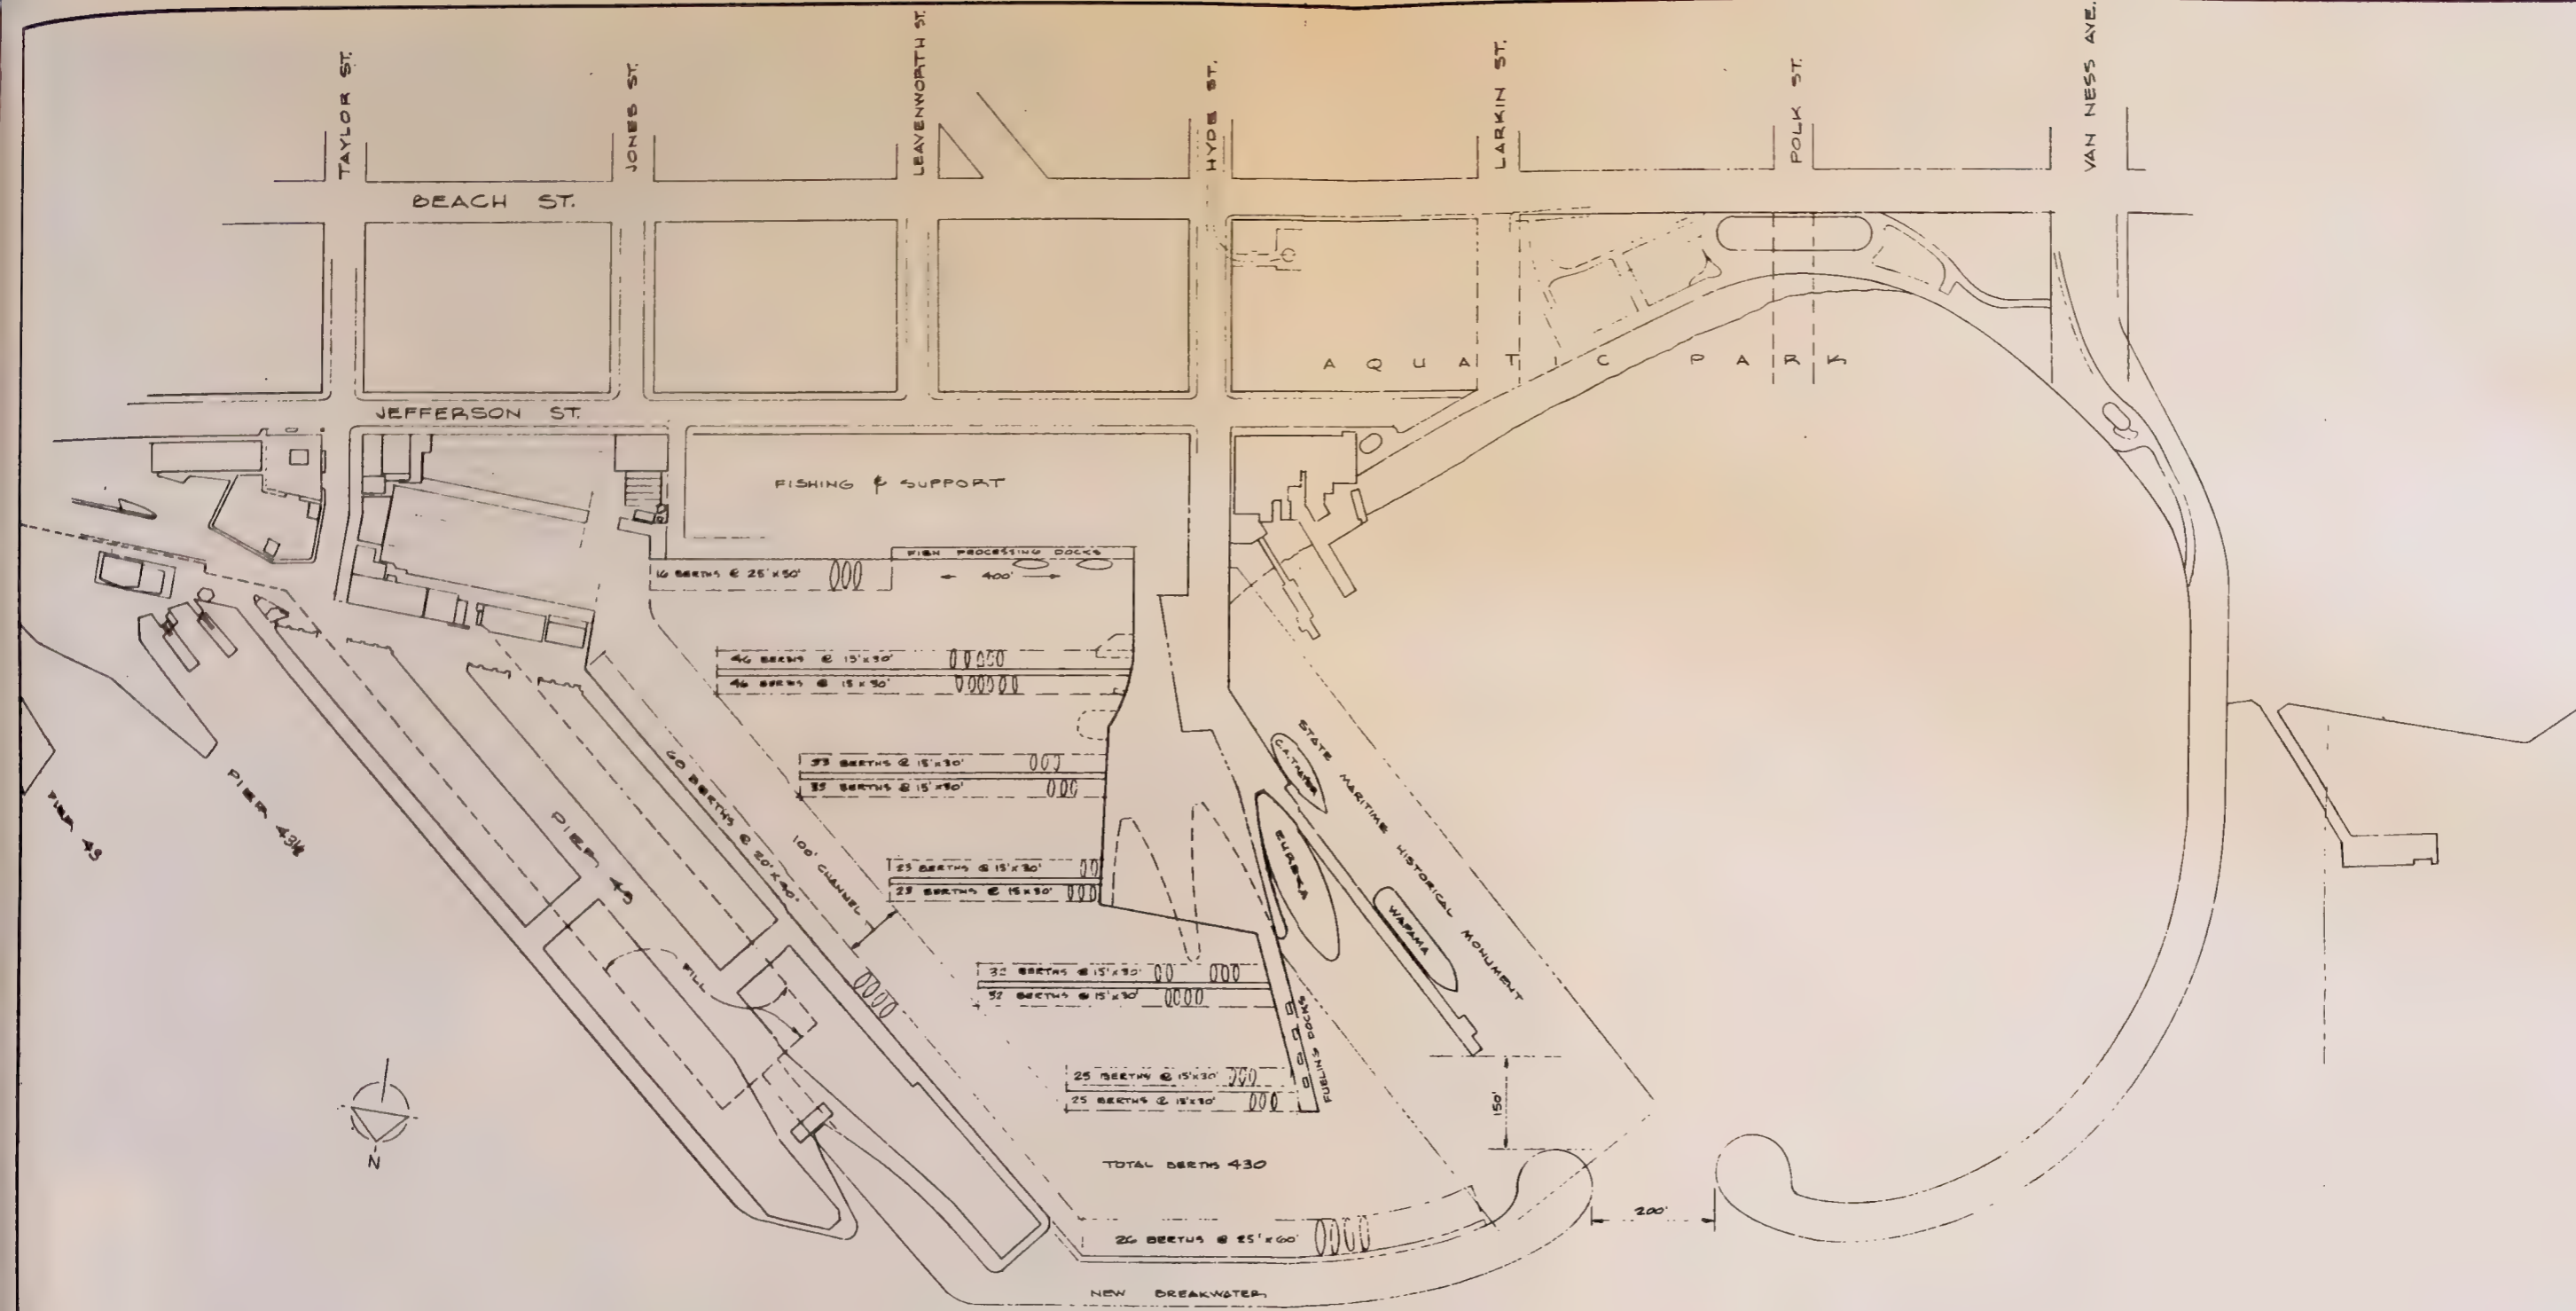 TAYLOR ST.
JONES ST.
LEAVENWORTH ST.
HYDE ST.
LARKIN ST.
POLK ST.
VAN NESS AVE.
BEACH ST.
AQUATIC PARK
JEFFERSON ST.
FISHING & SUPPORT
FISH PROCESSING DOCKS
16 BERTHS @ 25'x50'
400'
46 BERTHS @ 15'x30'
46 BERTHS @ 15'x30'
33 BERTHS @ 15'x30'
BERTHS @ 15'x30'
23 BERTHS @ 15'x30'
23 BERTHS @ 15'x30'
32 BERTHS @ 15'x30'
32 BERTHS @ 15'x30'
25 BERTHS @ 15'x30'
25 BERTHS @ 15'x30'
60 BERTHS @ 20'x40'
100' CHANNEL
PIER
PIER 43½
PIER
FILL
STATE MARITIME HISTORICAL MONUMENT
C.A. THAYER
EUREKA
WAPAMA
FUELING DOCKS
150'
TOTAL BERTHS 430
200'
26 BERTHS @ 25'x60'
NEW BREAKWATER
N